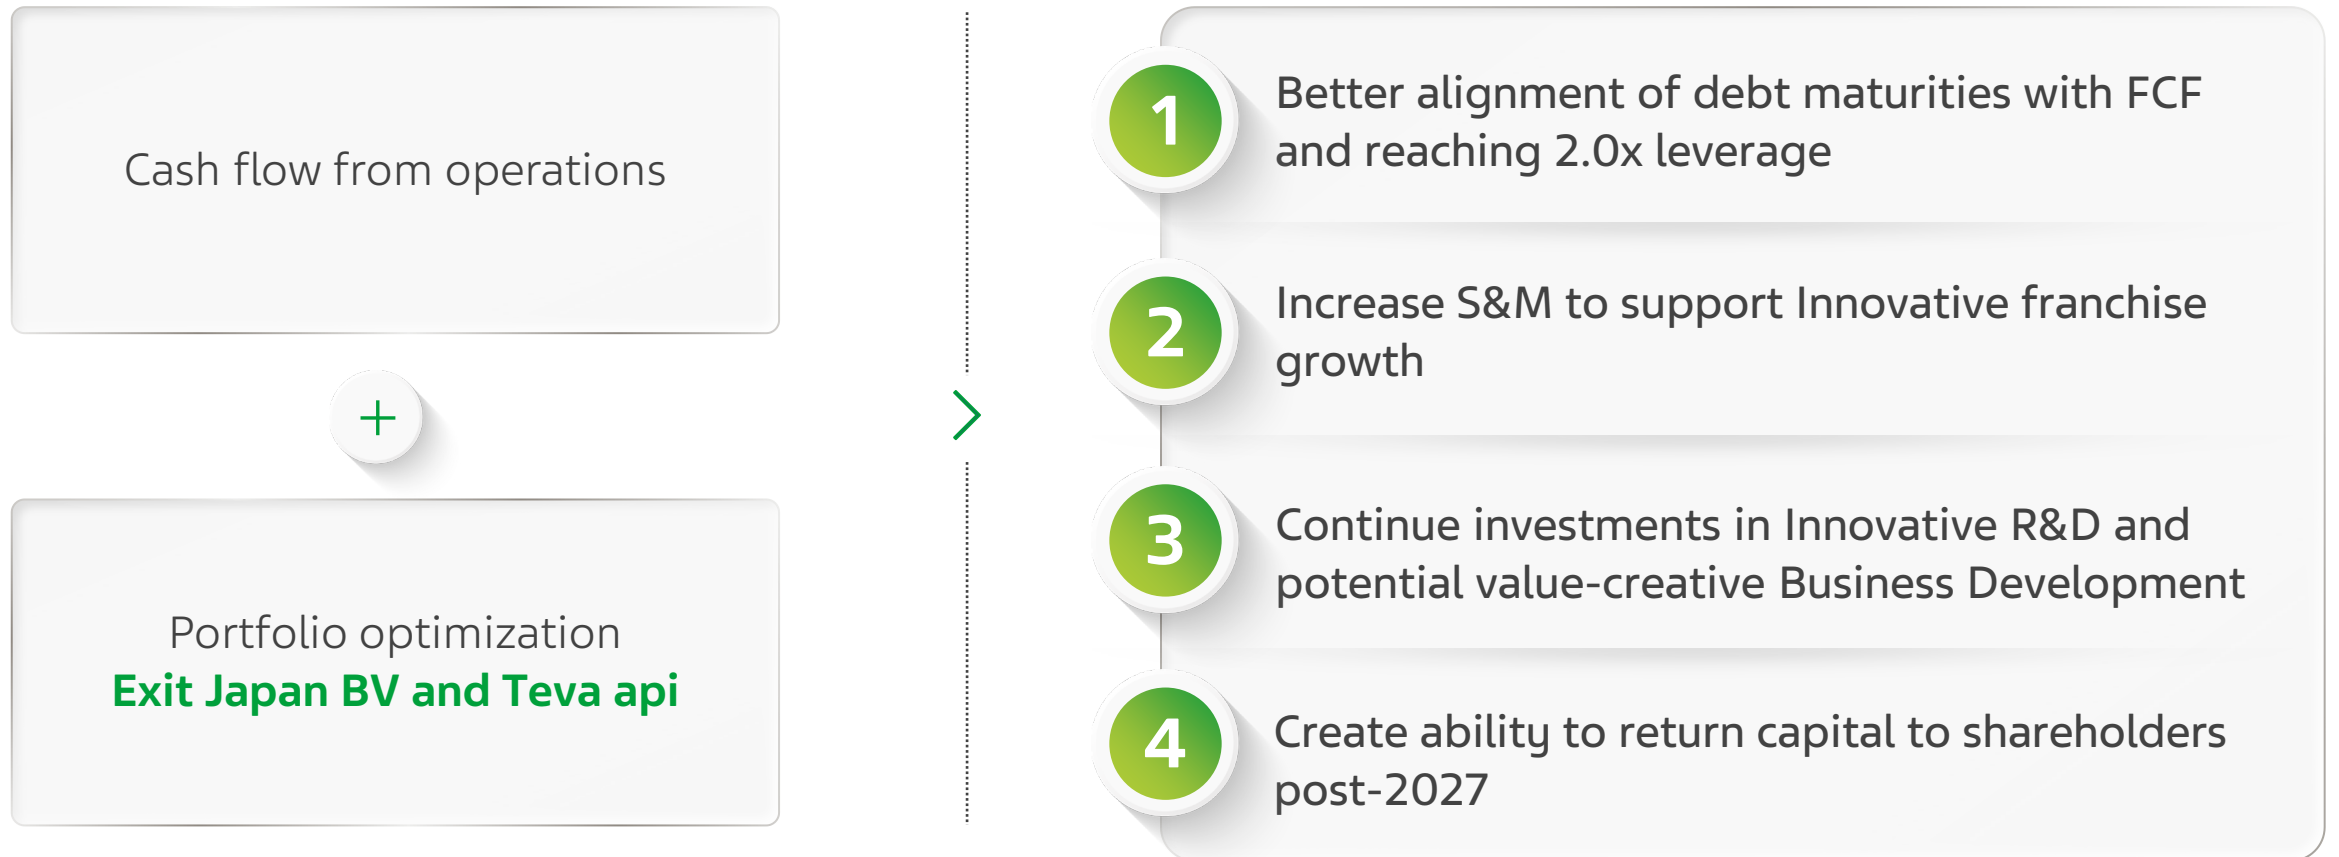 Cash flow from operations
+
Portfolio optimization
Exit Japan BV and Teva api
1
Better alignment of debt maturities with FCF
and reaching 2.0x leverage
2
Increase S&M to support Innovative franchise
growth
3
Continue investments in Innovative R&D and
potential value-creative Business Development
4
Create ability to return capital to shareholders
post-2027